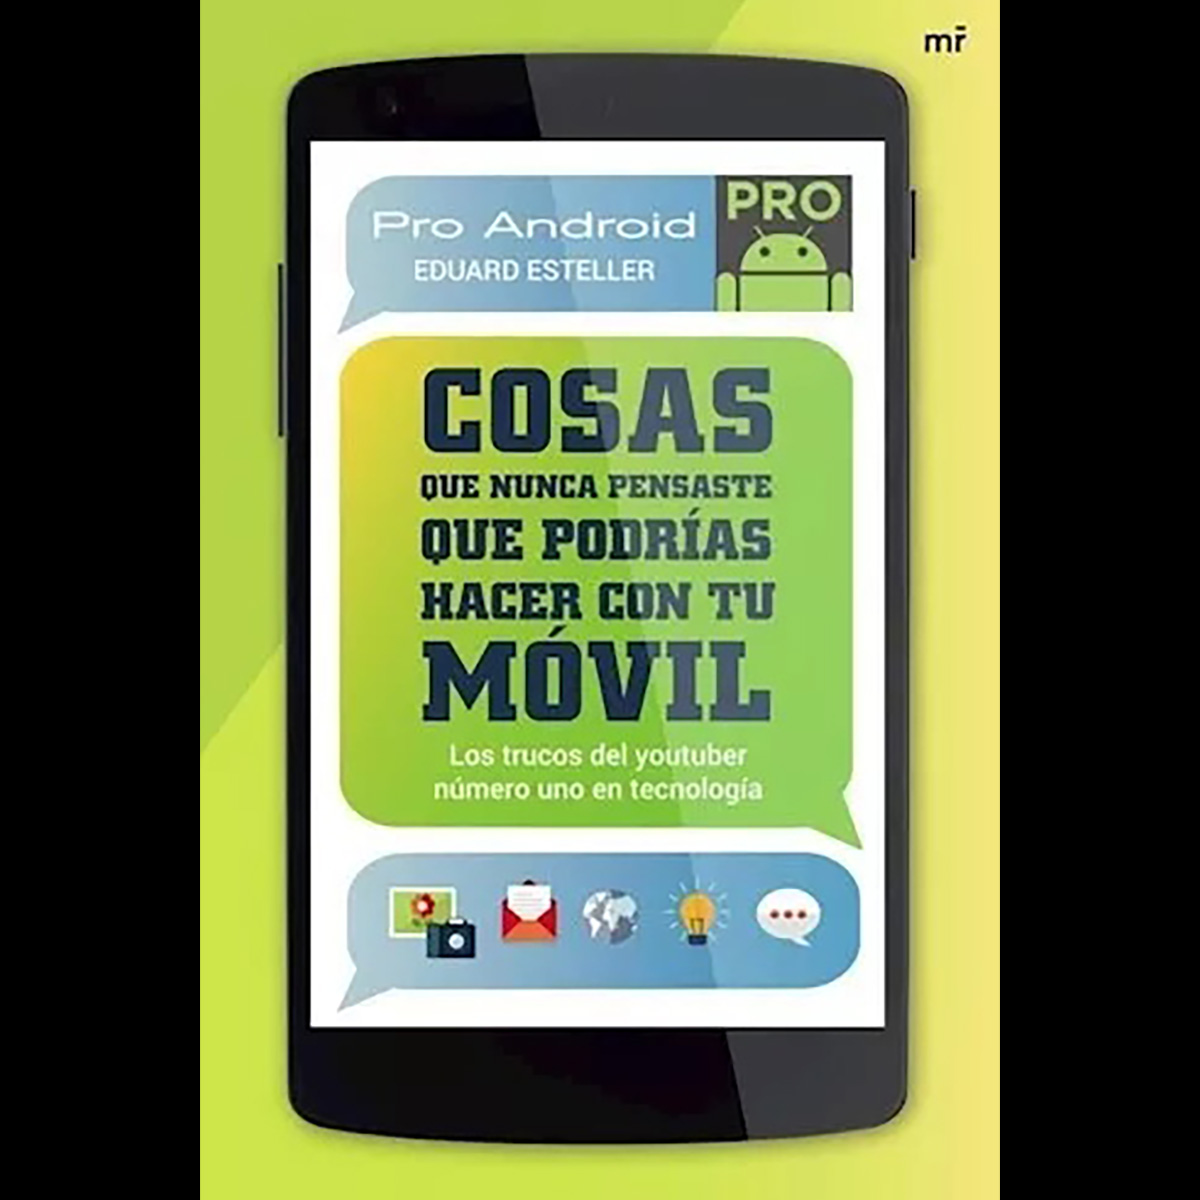 mr
Pro Android
EDUARD ESTELLER
PRO
COSAS
QUE NUNCA PENSASTE
QUE PODRÍAS
HACER CON TU
MÓVIL
Los trucos del youtuber
número uno en tecnología